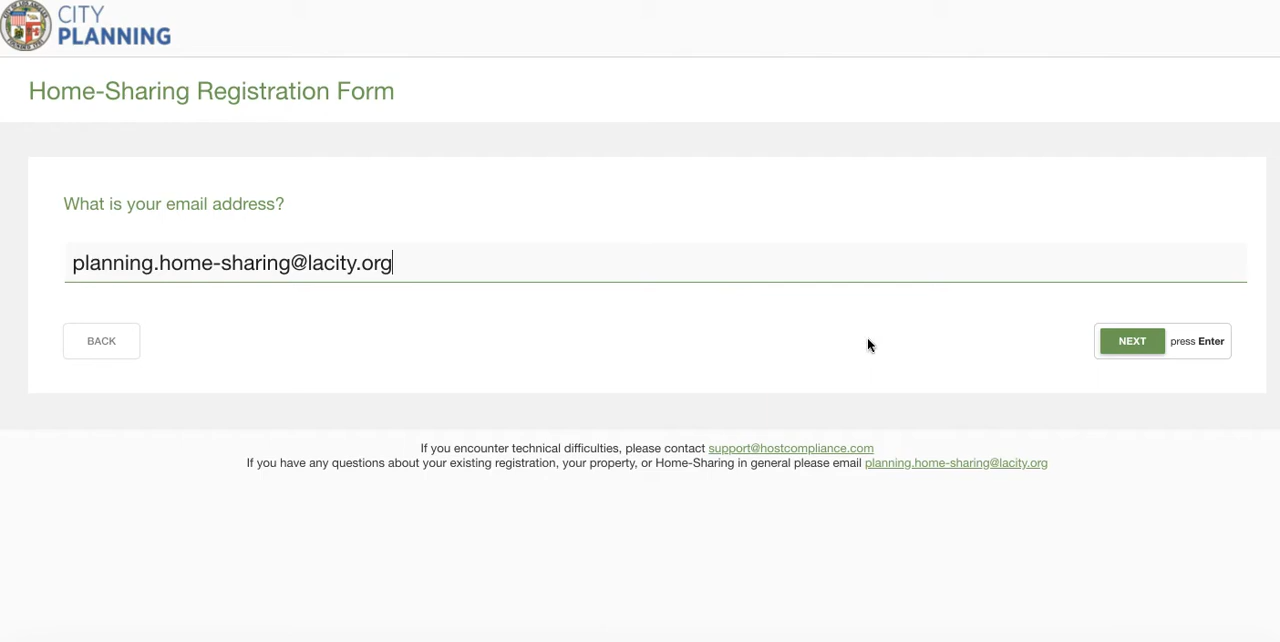 CITY
PLANNING
Home-Sharing Registration Form
What is your email address?
planning.home-sharing@lacity.org
BACK
NEXT press Enter
If you encounter technical difficulties, please contact support@hostcompliance.com
If you have any questions about your existing registration, your property, or Home-Sharing in general please email planning.home-sharing@lacity.org